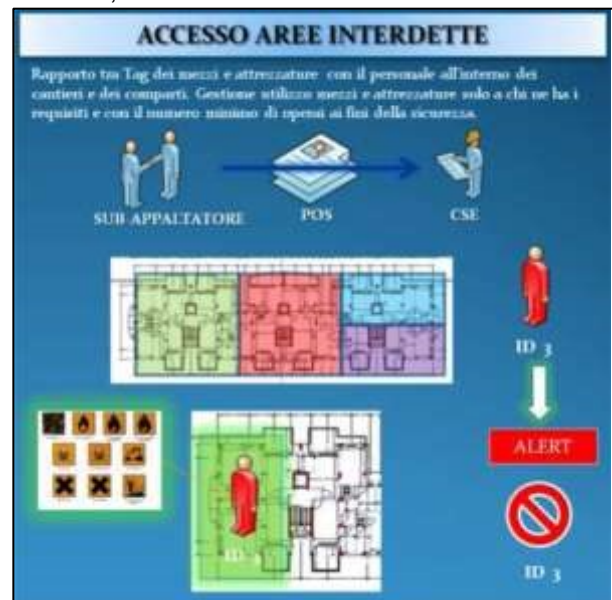 ACCESSO AREE INTERDETTE
Rapporto tra Tag dei mezzi e attrezzature con il personale all'interno dei
cantieri e dei comparti. Gestione utilizzo mezzi e attrezzature solo a chi ne ha i
requisiti e con il numero minimo di operai ai fini della sicurezza.
SUB APPALTATORE
POS
CSE
ID 3
ALERT
ID 3
ID 3